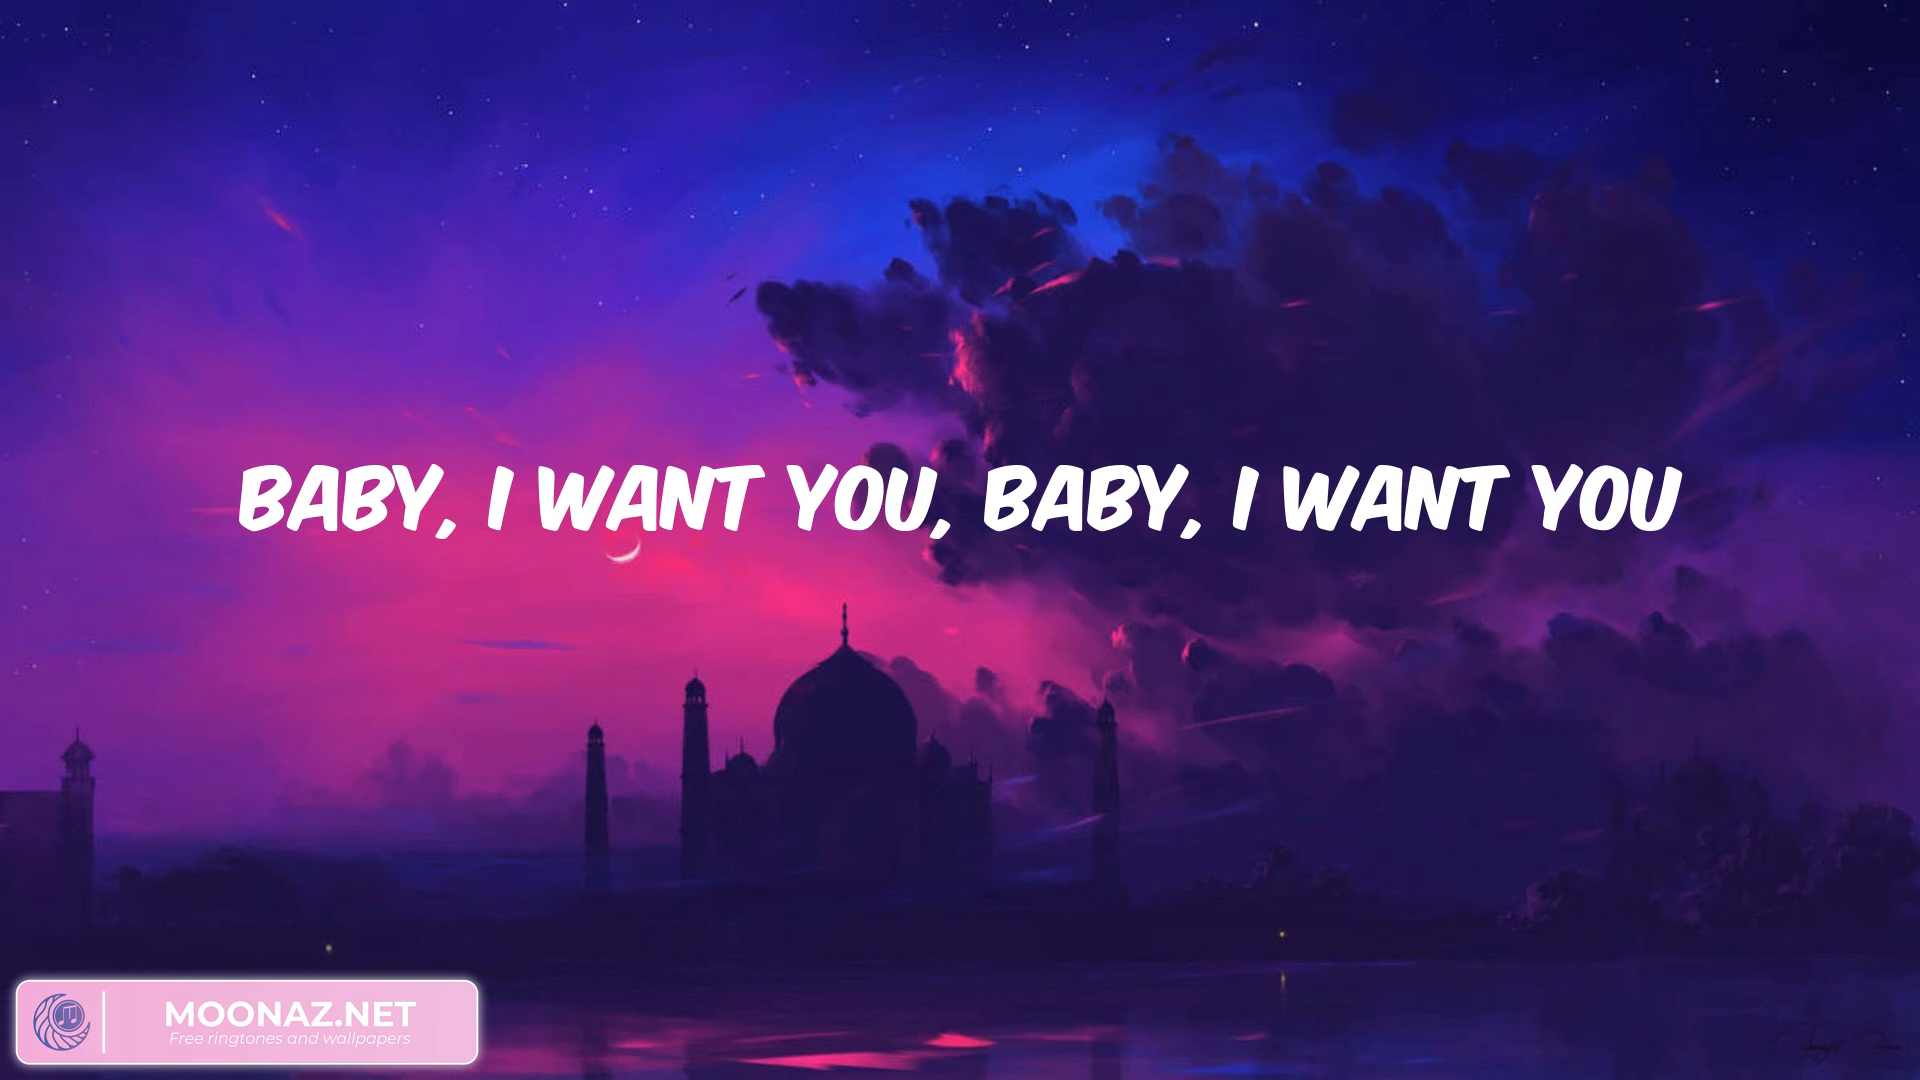 BABY, I WANT YOU, BABY, I WANT YOU
MOONAZ.NET
Free ringtones and wallpapers